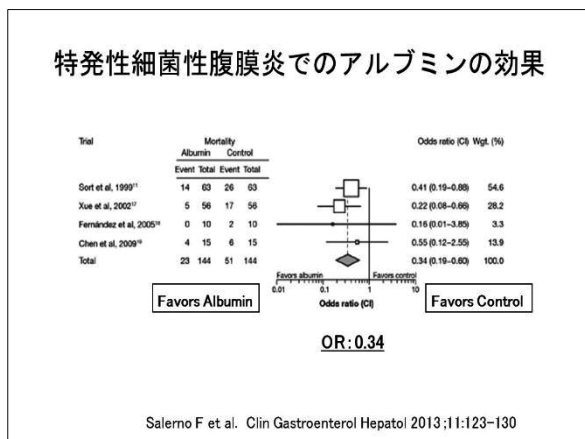 特発性細菌性腹膜炎でのアルブミンの効果
Trial Mortality Odds ratio (CI) Wgt. (%)
Albumin Control
Event Total Event Total
Sort et al, 1999¹¹ 14 63 26 63 0.41 (0.19-0.88) 54.6
Xue et al, 2002¹⁷ 5 56 17 56 0.22 (0.08-0.66) 28.2
Fernández et al, 2005¹⁸ 0 10 2 10 0.16 (0.01-3.85) 3.3
Chen et al, 2009¹⁹ 4 15 6 15 0.55 (0.12-2.55) 13.9
Total 23 144 51 144 0.34 (0.19-0.60) 100.0
Favors albumin Favors control
0.01 0.1 1 10
Favors Albumin Odds ratio (CI) Favors Control
OR:0.34
Salerno F et al. Clin Gastroenterol Hepatol 2013;11:123-130